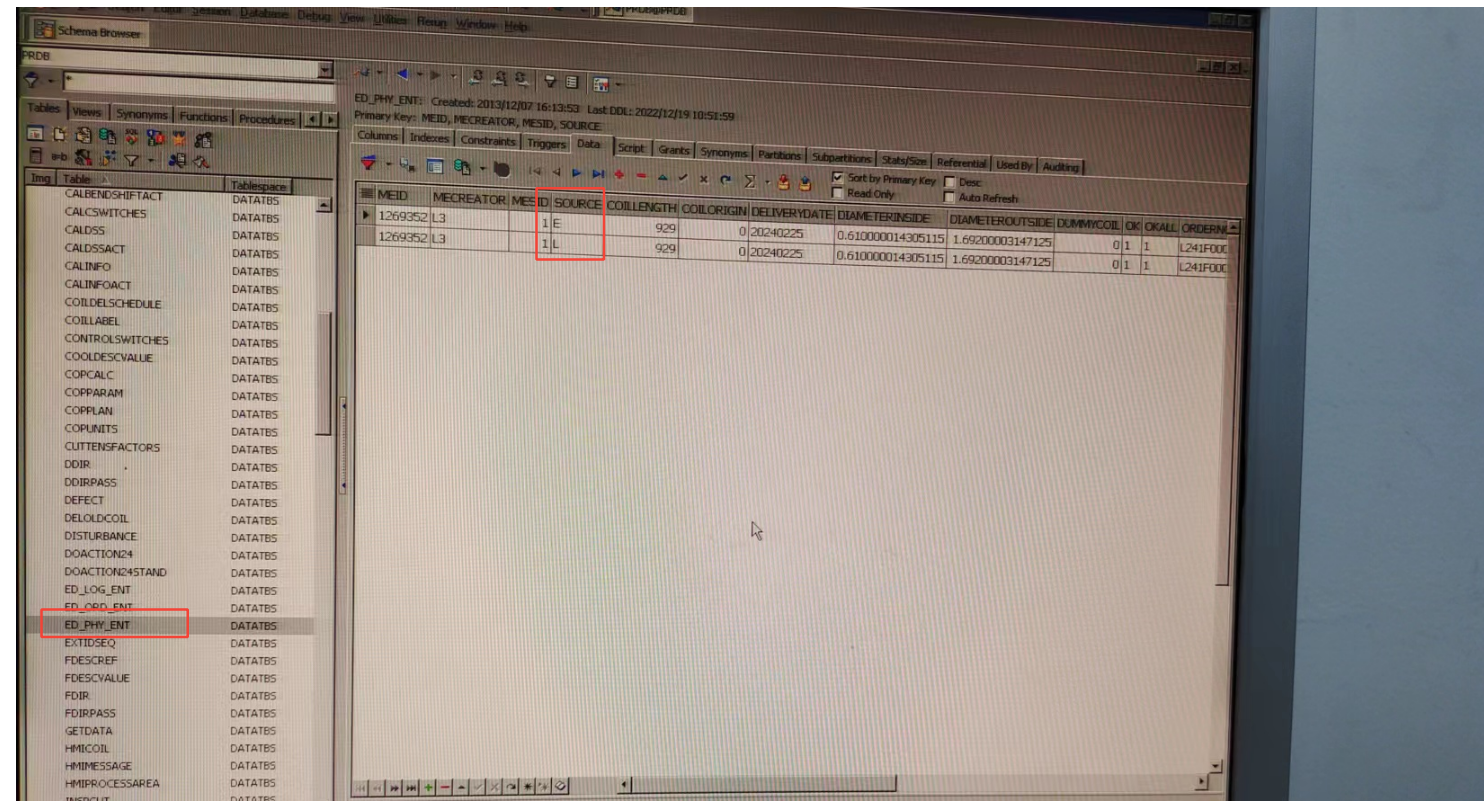 Session Database Debug View Utilities Rerun Window Help
PRDB@PRDB
Schema Browser
PRDB
*
Tables Views Synonyms Functions Procedures
ED_PHY_ENT: Created: 2013/12/07 16:13:53 Last DDL: 2022/12/19 10:51:59
Primary Key: MEID, MECREATOR, MESID, SOURCE
Columns Indexes Constraints Triggers Data Script Grants Synonyms Partitions Subpartitions Stats/Size Referential Used By Auditing
Sort by Primary Key Desc
Read Only Auto Refresh
Img Table Tablespace
CALBENDSHIFTACT DATATBS
CALCSWITCHES DATATBS
CALDSS DATATBS
CALDSSACT DATATBS
CALINFO DATATBS
CALINFOACT DATATBS
COILDELSCHEDULE DATATBS
COILLABEL DATATBS
CONTROLSWITCHES DATATBS
COOLDESCVALUE DATATBS
COPCALC DATATBS
COPPARAM DATATBS
COPPLAN DATATBS
COPUNITS DATATBS
CUTTENSFACTORS DATATBS
DDIR DATATBS
DDIRPASS DATATBS
DEFECT DATATBS
DELOLDCOIL DATATBS
DISTURBANCE DATATBS
DOACTION24 DATATBS
DOACTION24STAND DATATBS
ED_LOG_ENT DATATBS
ED_ORD_ENT DATATBS
ED_PHY_ENT DATATBS
EXTIDSEQ DATATBS
FDESCREF DATATBS
FDESCVALUE DATATBS
FDIR DATATBS
FDIRPASS DATATBS
GETDATA DATATBS
HMICOIL DATATBS
HMIMESSAGE DATATBS
HMIPROCESSAREA DATATBS
MEID MECREATOR MESID SOURCE COILLENGTH COILORIGIN DELIVERYDATE DIAMETERINSIDE DIAMETEROUTSIDE DUMMYCOIL OK OKALL
1269352 L3 1 E 929 0 20240225 0.610000014305115 1.69200003147125 0 1 1
1269352 L3 1 L 929 0 20240225 0.610000014305115 1.69200003147125 0 1 1